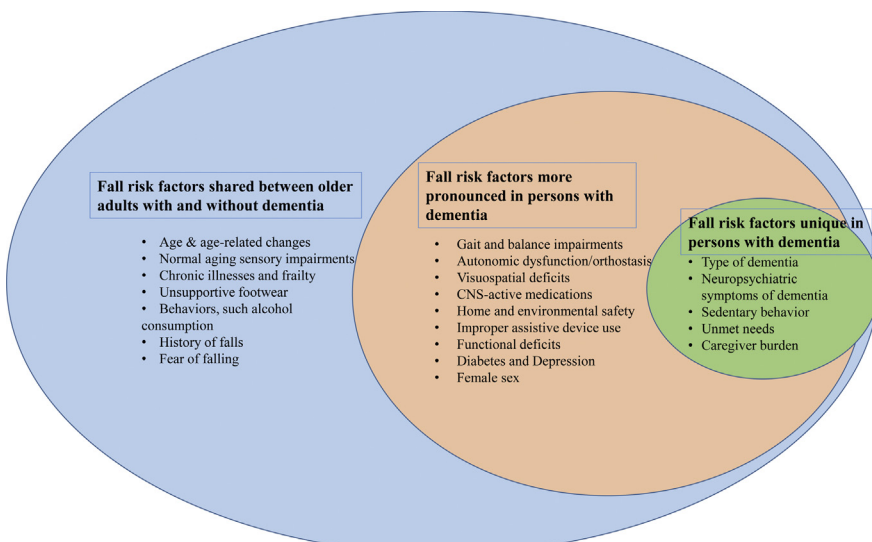 Fall risk factors shared between older
adults with and without dementia
• Age & age-related changes
• Normal aging sensory impairments
• Chronic illnesses and frailty
• Unsupportive footwear
• Behaviors, such alcohol
consumption
• History of falls
• Fear of falling
Fall risk factors more
pronounced in persons with
dementia
• Gait and balance impairments
• Autonomic dysfunction/orthostasis
• Visuospatial deficits
• CNS-active medications
• Home and environmental safety
• Improper assistive device use
• Functional deficits
• Diabetes and Depression
• Female sex
Fall risk factors unique in
persons with dementia
• Type of dementia
• Neuropsychiatric
symptoms of dementia
• Sedentary behavior
• Unmet needs
• Caregiver burden